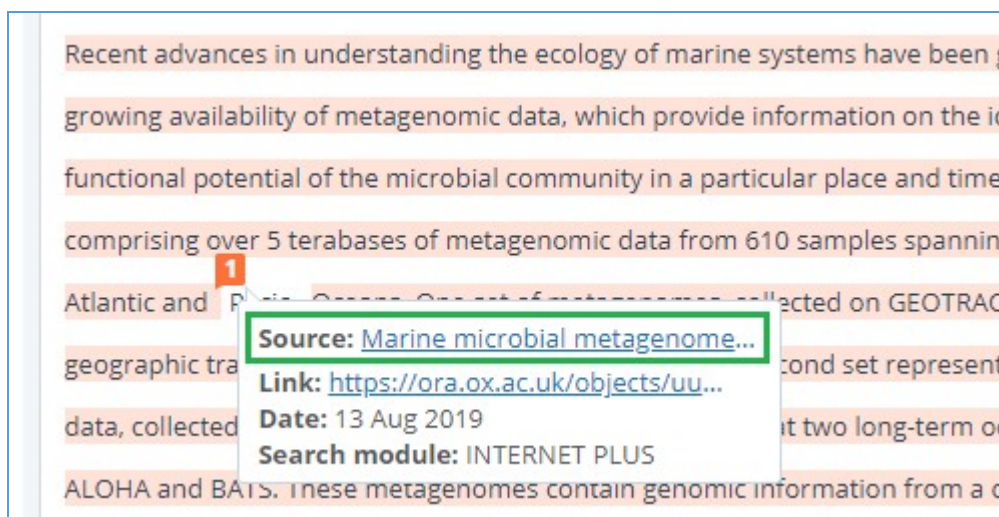 Recent advances in understanding the ecology of marine systems have been
growing availability of metagenomic data, which provide information on the
functional potential of the microbial community in a particular place and time
comprising over 5 terabases of metagenomic data from 610 samples spannin
1
Atlantic and
ected on GEOTRAC
Source: Marine microbial metagenome...
geographic tra
cond set represent
Link: https://ora.ox.ac.uk/objects/uu...
Date: 13 Aug 2019
data, collected
at two long-term
Search module: INTERNET PLUS
ALOHA and BATS. These metagenomes contain genomic information from a